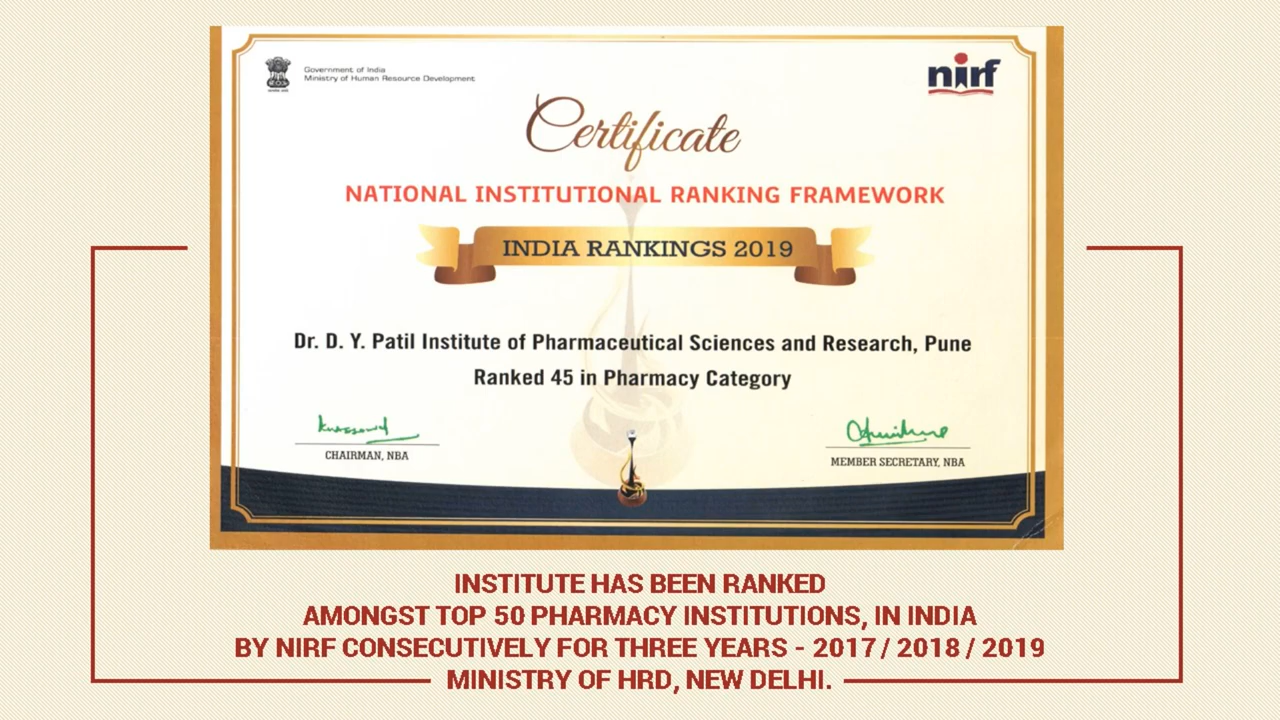 Government of India
Ministry of Human Resource Development
nirf
Certificate
NATIONAL INSTITUTIONAL RANKING FRAMEWORK
INDIA RANKINGS 2019
Dr. D. Y. Patil Institute of Pharmaceutical Sciences and Research, Pune
Ranked 45 in Pharmacy Category
CHAIRMAN, NBA
MEMBER SECRETARY, NBA
INSTITUTE HAS BEEN RANKED
AMONGST TOP 50 PHARMACY INSTITUTIONS, IN INDIA
BY NIRF CONSECUTIVELY FOR THREE YEARS - 2017 / 2018 / 2019
MINISTRY OF HRD, NEW DELHI.